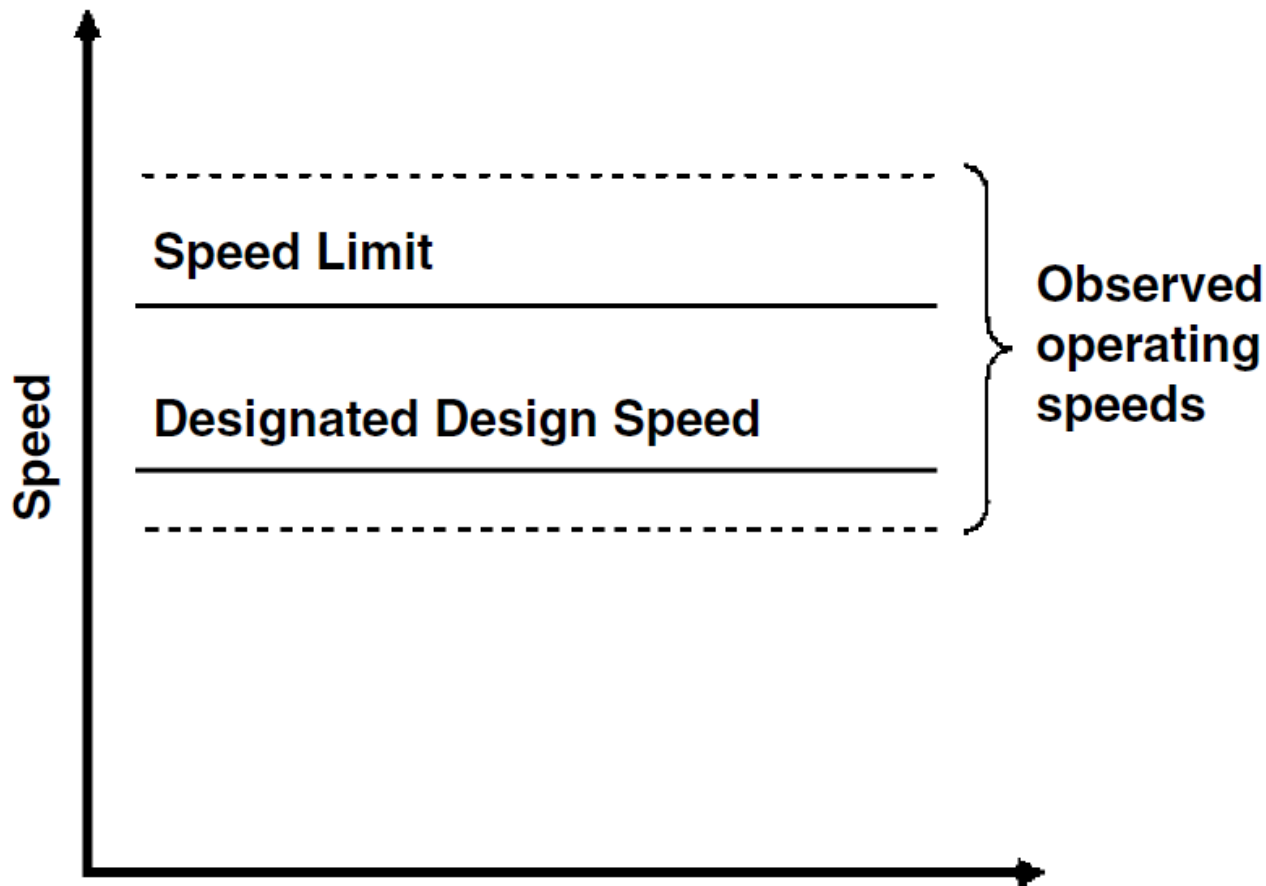 Speed Limit
Designated Design Speed
Observed
operating
speeds
Speed